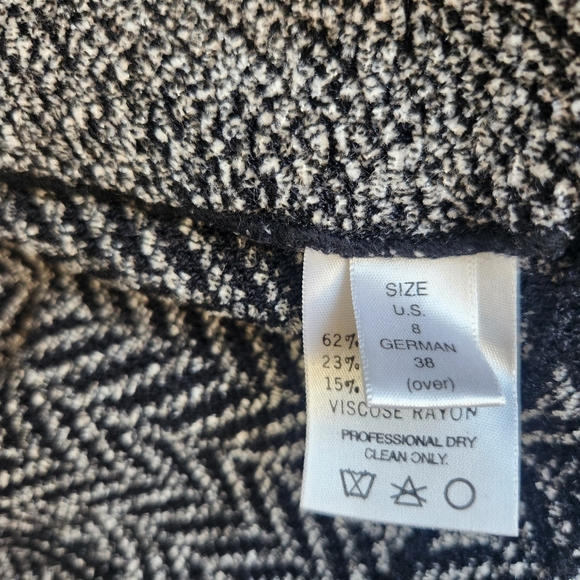 SIZE
U.S.
8
GERMAN
38
(over)
62%
23%
15%
VISCOSE RAYON
PROFESSIONAL DRY
CLEAN ONLY.